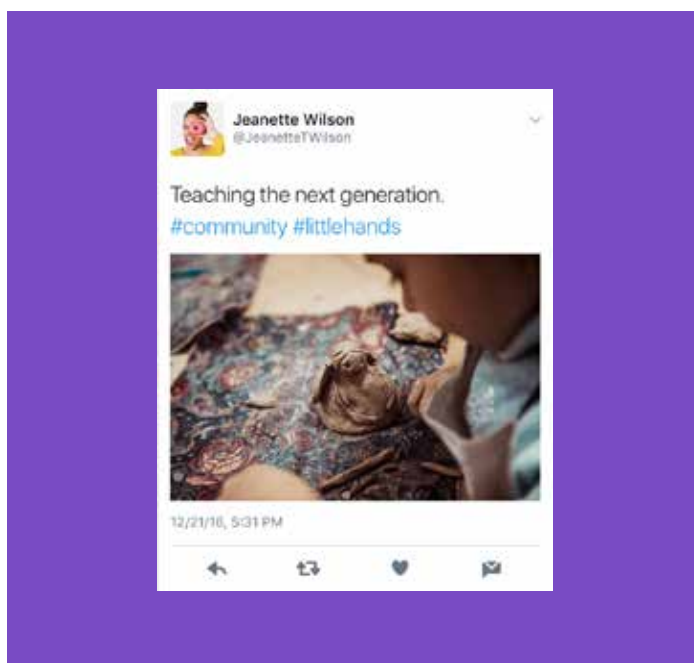 Jeanette Wilson
@JeanetteTWilson
Teaching the next generation.
#community #littlehands
12/21/16, 5:31 PM